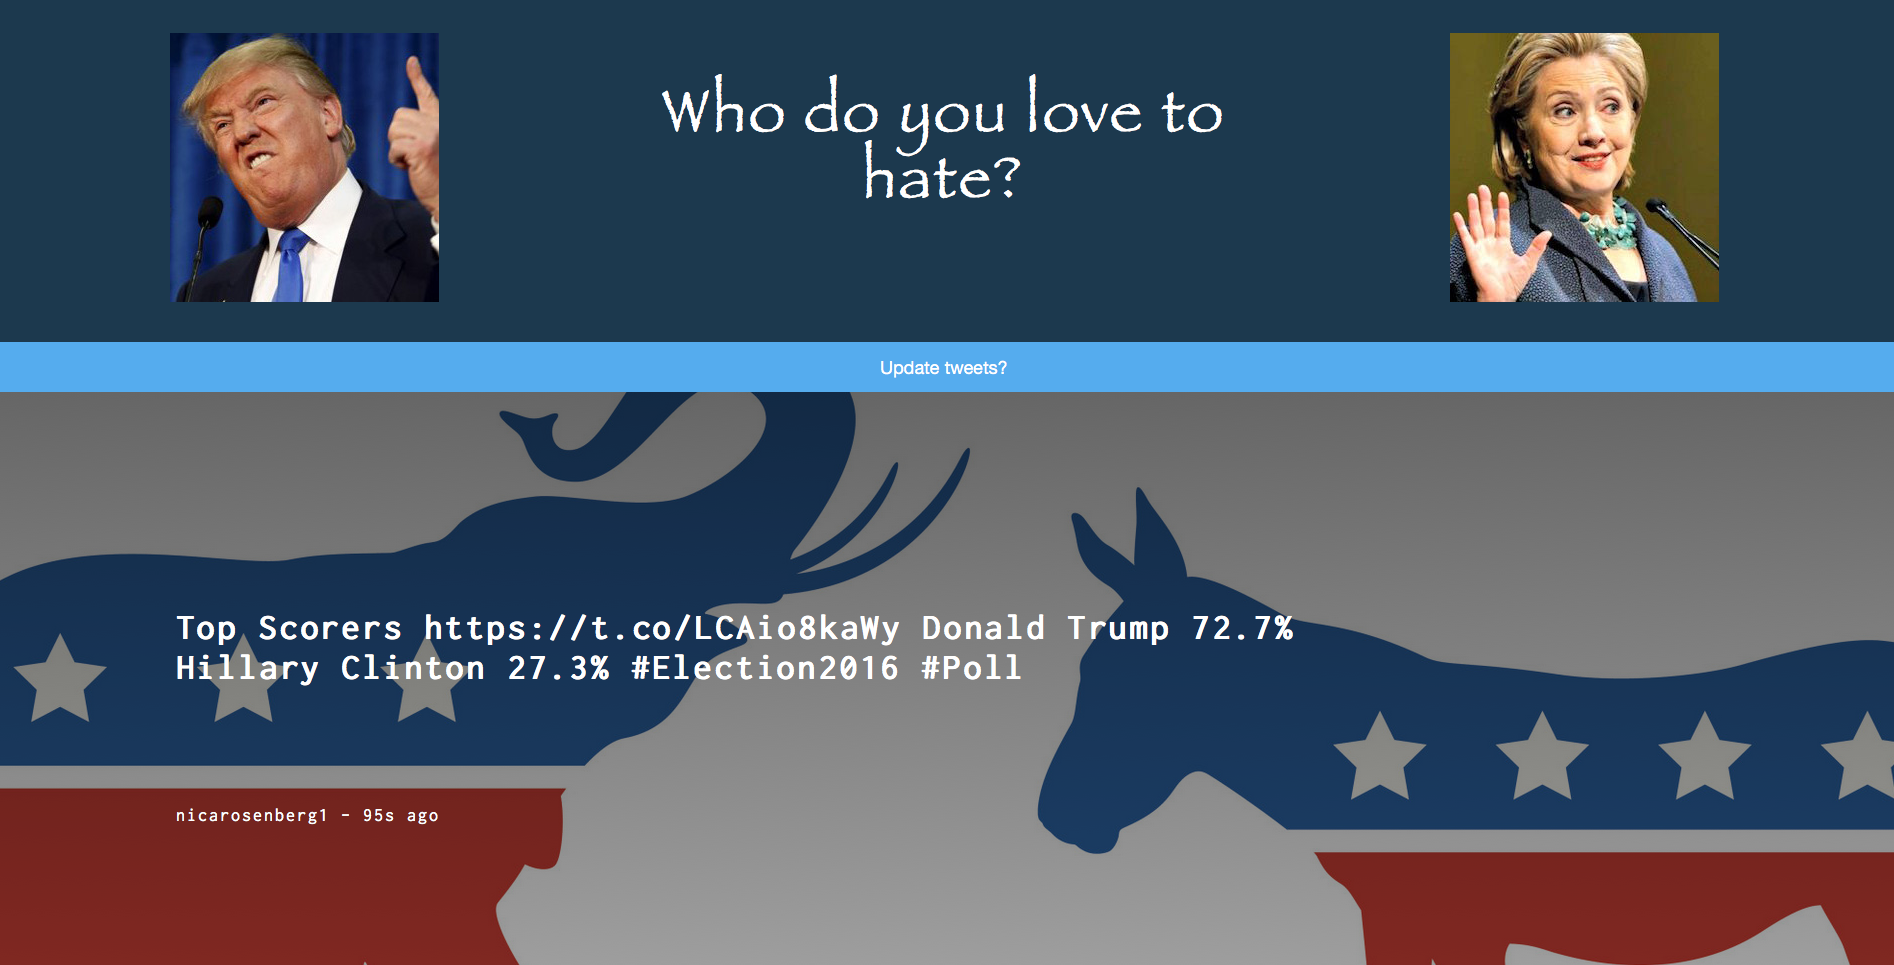 Who do you love to
hate?
Update tweets?
Top Scorers https://t.co/LCAio8kaWy Donald Trump 72.7%
Hillary Clinton 27.3% #Election2016 #Poll
nicarosenberg1 - 95s ago